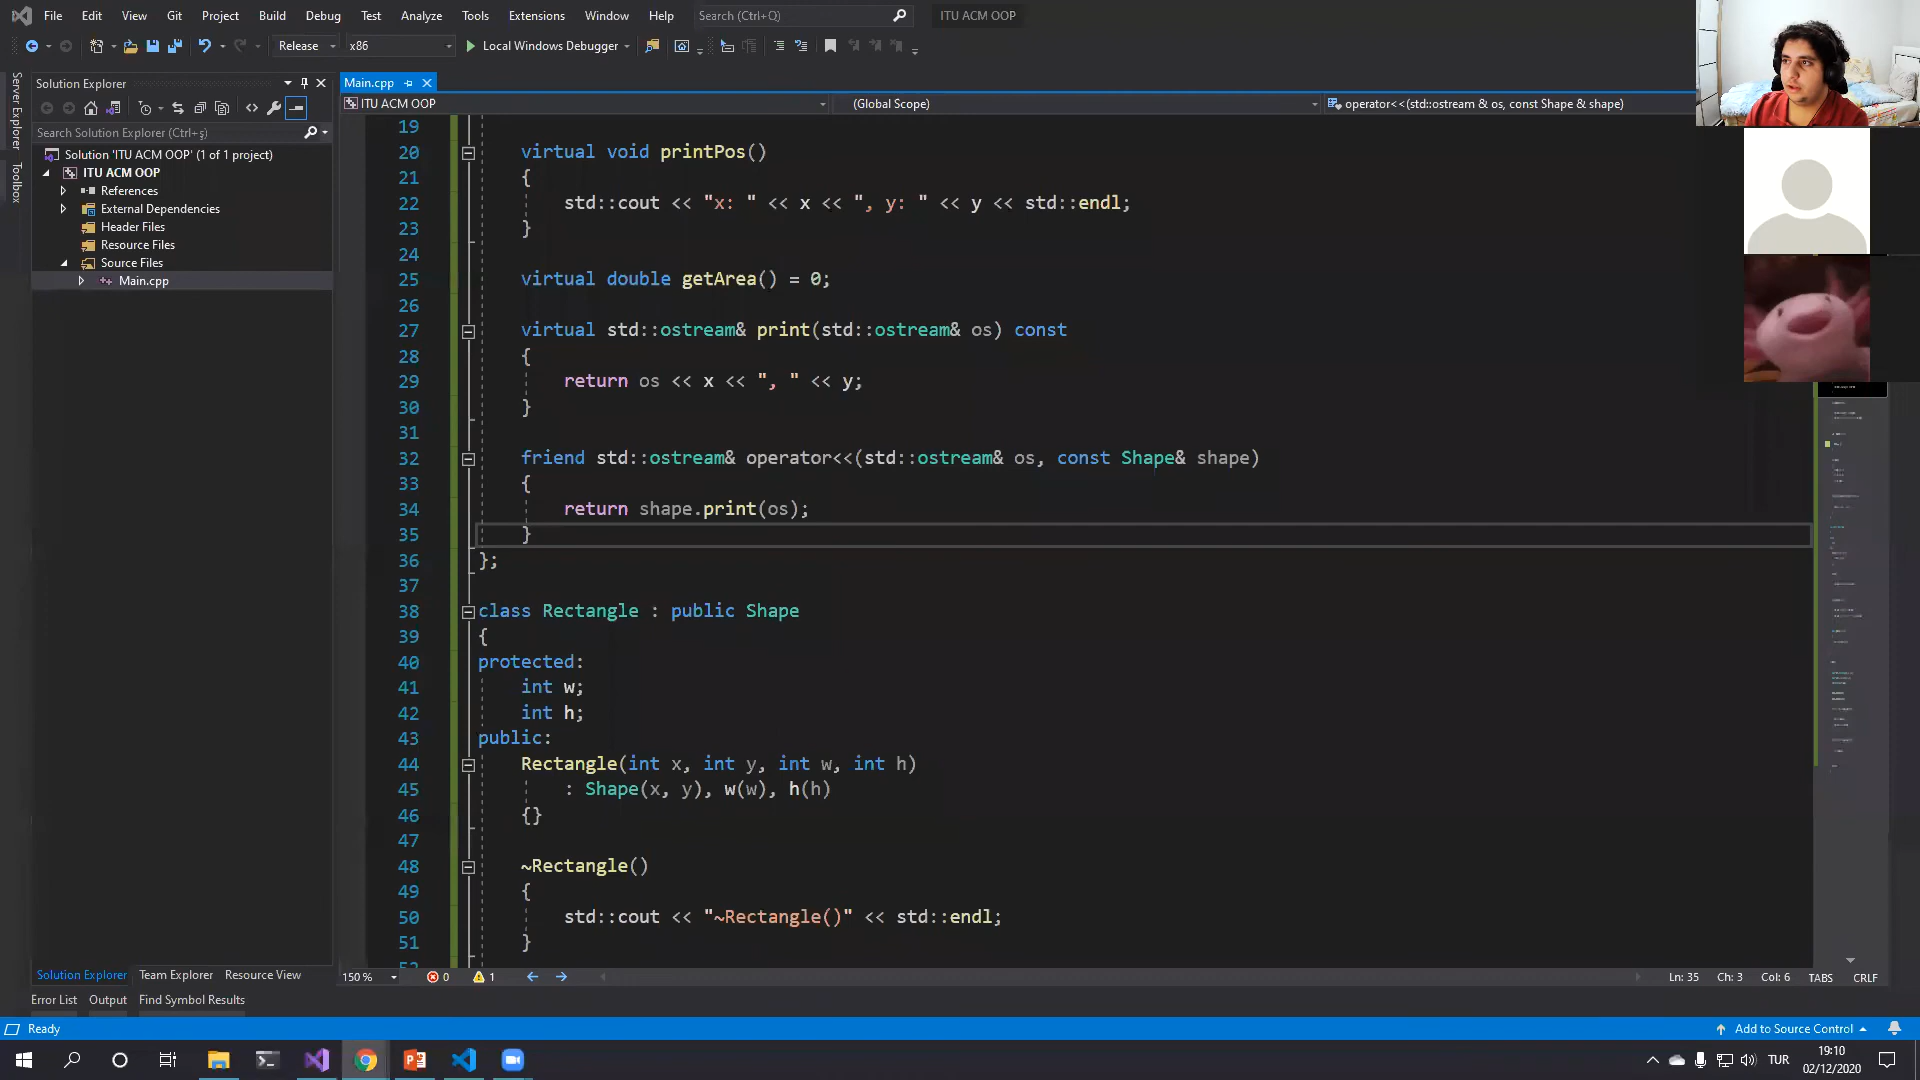 File Edit View Git Project Build Debug Test Analyze Tools Extensions Window Help Search (Ctrl+Q) ITU ACM OOP
Release x86 Local Windows Debugger
Server Explorer
Toolbox
Solution Explorer
Search Solution Explorer (Ctrl+ş)
Solution 'ITU ACM OOP' (1 of 1 project)
ITU ACM OOP
References
External Dependencies
Header Files
Resource Files
Source Files
Main.cpp
Main.cpp
ITU ACM OOP (Global Scope) operator<<(std::ostream & os, const Shape & shape)
19
20 virtual void printPos()
21 {
22 std::cout << "x: " << x << ", y: " << y << std::endl;
23 }
24
25 virtual double getArea() = 0;
26
27 virtual std::ostream& print(std::ostream& os) const
28 {
29 return os << x << ", " << y;
30 }
31
32 friend std::ostream& operator<<(std::ostream& os, const Shape& shape)
33 {
34 return shape.print(os);
35 }
36 };
37
38 class Rectangle : public Shape
39 {
40 protected:
41 int w;
42 int h;
43 public:
44 Rectangle(int x, int y, int w, int h)
45 : Shape(x, y), w(w), h(h)
46 {}
47
48 ~Rectangle()
49 {
50 std::cout << "~Rectangle()" << std::endl;
51 }
Solution Explorer Team Explorer Resource View
150 % 0 1 Ln: 35 Ch: 3 Col: 6 TABS CRLF
Error List Output Find Symbol Results
Ready Add to Source Control
TUR 19:10
02/12/2020